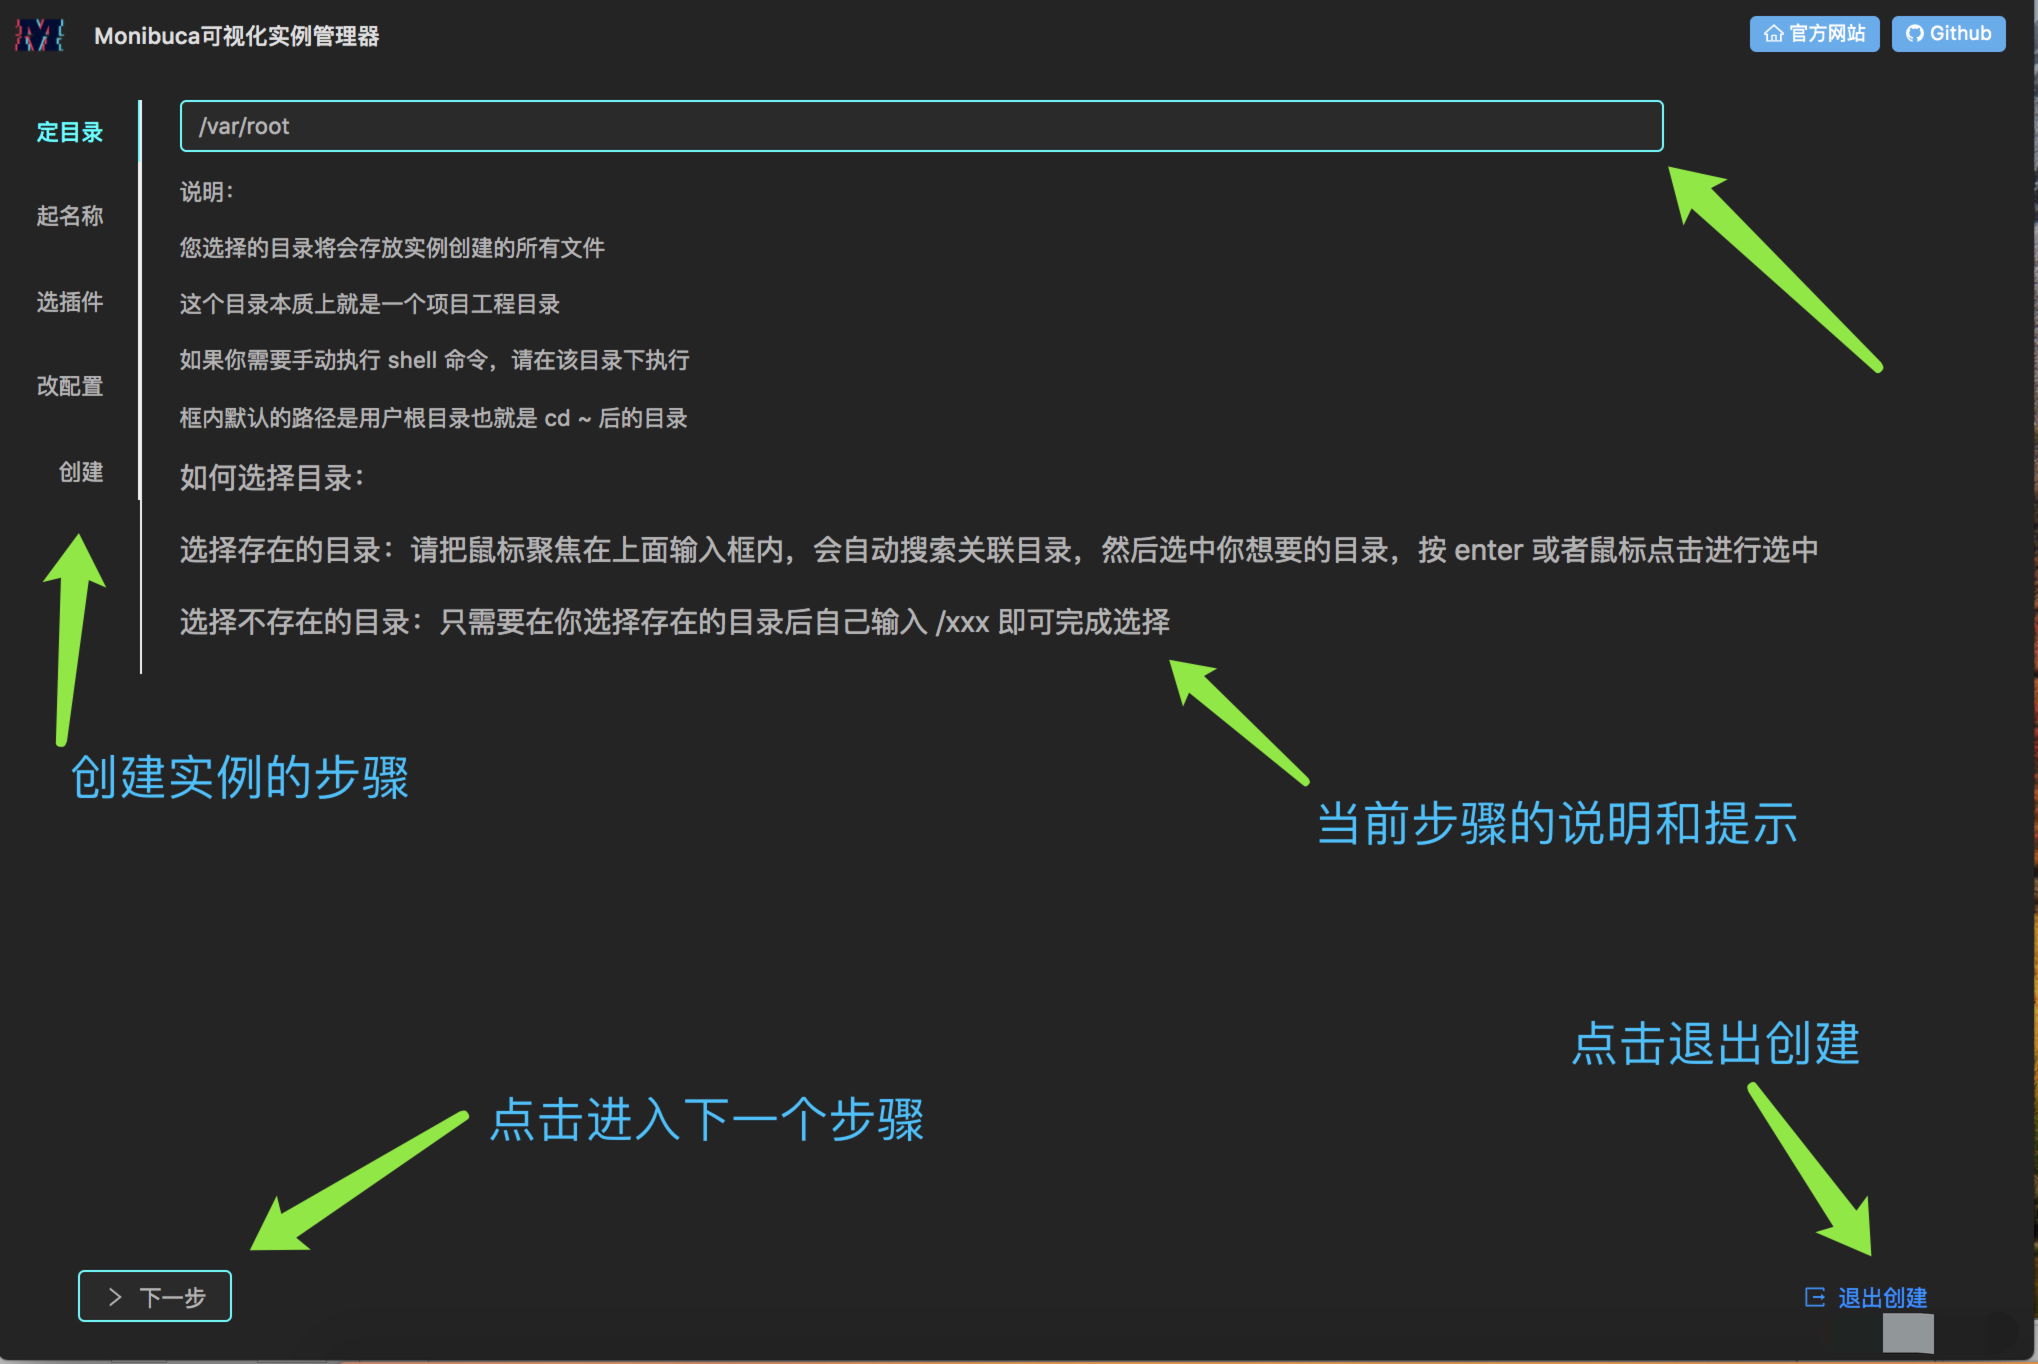 Monibuca可视化实例管理器
官方网站
Github
定目录
起名称
选插件
改配置
创建
/var/root
说明：
您选择的目录将会存放实例创建的所有文件
这个目录本质上就是一个项目工程目录
如果你需要手动执行 shell 命令，请在该目录下执行
框内默认的路径是用户根目录也就是 cd ~ 后的目录
如何选择目录：
选择存在的目录：请把鼠标聚焦在上面输入框内，会自动搜索关联目录，然后选中你想要的目录，按 enter 或者鼠标点击进行选中
选择不存在的目录：只需要在你选择存在的目录后自己输入 /xxx 即可完成选择
创建实例的步骤
当前步骤的说明和提示
点击退出创建
点击进入下一个步骤
下一步
退出创建